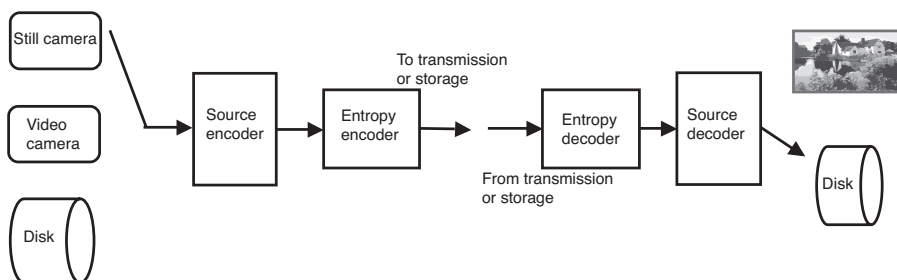 Still camera
Video
camera
Disk
Source
encoder
Entropy
encoder
To transmission
or storage
From transmission
or storage
Entropy
decoder
Source
decoder
Disk